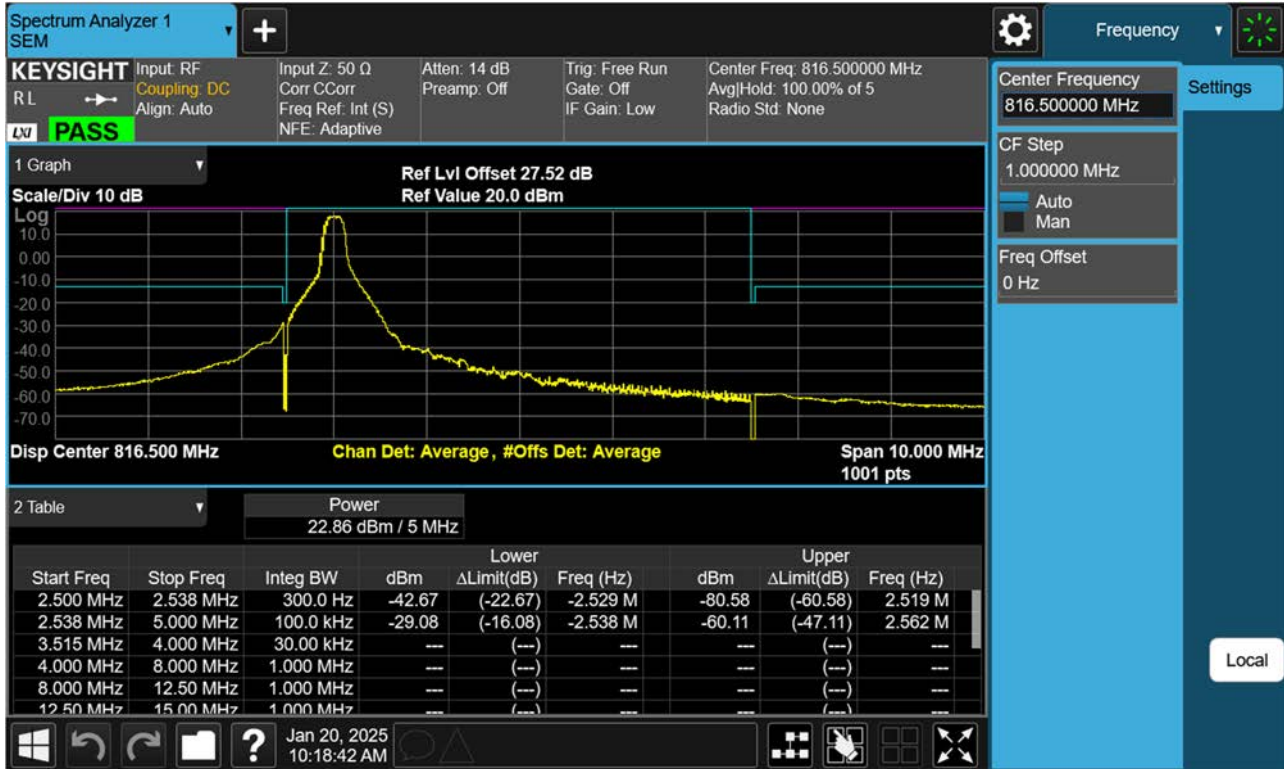 Spectrum Analyzer 1
SEM
+
Frequency
KEYSIGHT
RL
LXI
PASS
Input: RF
Coupling: DC
Align: Auto
Input Z: 50 Ω
Corr CCorr
Freq Ref: Int (S)
NFE: Adaptive
Atten: 14 dB
Preamp: Off
Trig: Free Run
Gate: Off
IF Gain: Low
Center Freq: 816.500000 MHz
Avg|Hold: 100.00% of 5
Radio Std: None
Center Frequency
816.500000 MHz
Settings
CF Step
1.000000 MHz
Auto
Man
Freq Offset
0 Hz
1 Graph
Scale/Div 10 dB
Ref Lvl Offset 27.52 dB
Ref Value 20.0 dBm
Log
10.0
0.00
-10.0
-20.0
-30.0
-40.0
-50.0
-60.0
-70.0
Disp Center 816.500 MHz
Chan Det: Average, #Offs Det: Average
Span 10.000 MHz
1001 pts
2 Table
Power
22.86 dBm / 5 MHz
Lower Upper
Start Freq Stop Freq Integ BW dBm ΔLimit(dB) Freq (Hz) dBm ΔLimit(dB) Freq (Hz)
2.500 MHz 2.538 MHz 300.0 Hz -42.67 (-22.67) -2.529 M -80.58 (-60.58) 2.519 M
2.538 MHz 5.000 MHz 100.0 kHz -29.08 (-16.08) -2.538 M -60.11 (-47.11) 2.562 M
3.515 MHz 4.000 MHz 30.00 kHz --- (---) --- --- (---) ---
4.000 MHz 8.000 MHz 1.000 MHz --- (---) --- --- (---) ---
8.000 MHz 12.50 MHz 1.000 MHz --- (---) --- --- (---) ---
12.50 MHz 15.00 MHz 1.000 MHz --- (---) --- --- (---) ---
Local
?
Jan 20, 2025
10:18:42 AM